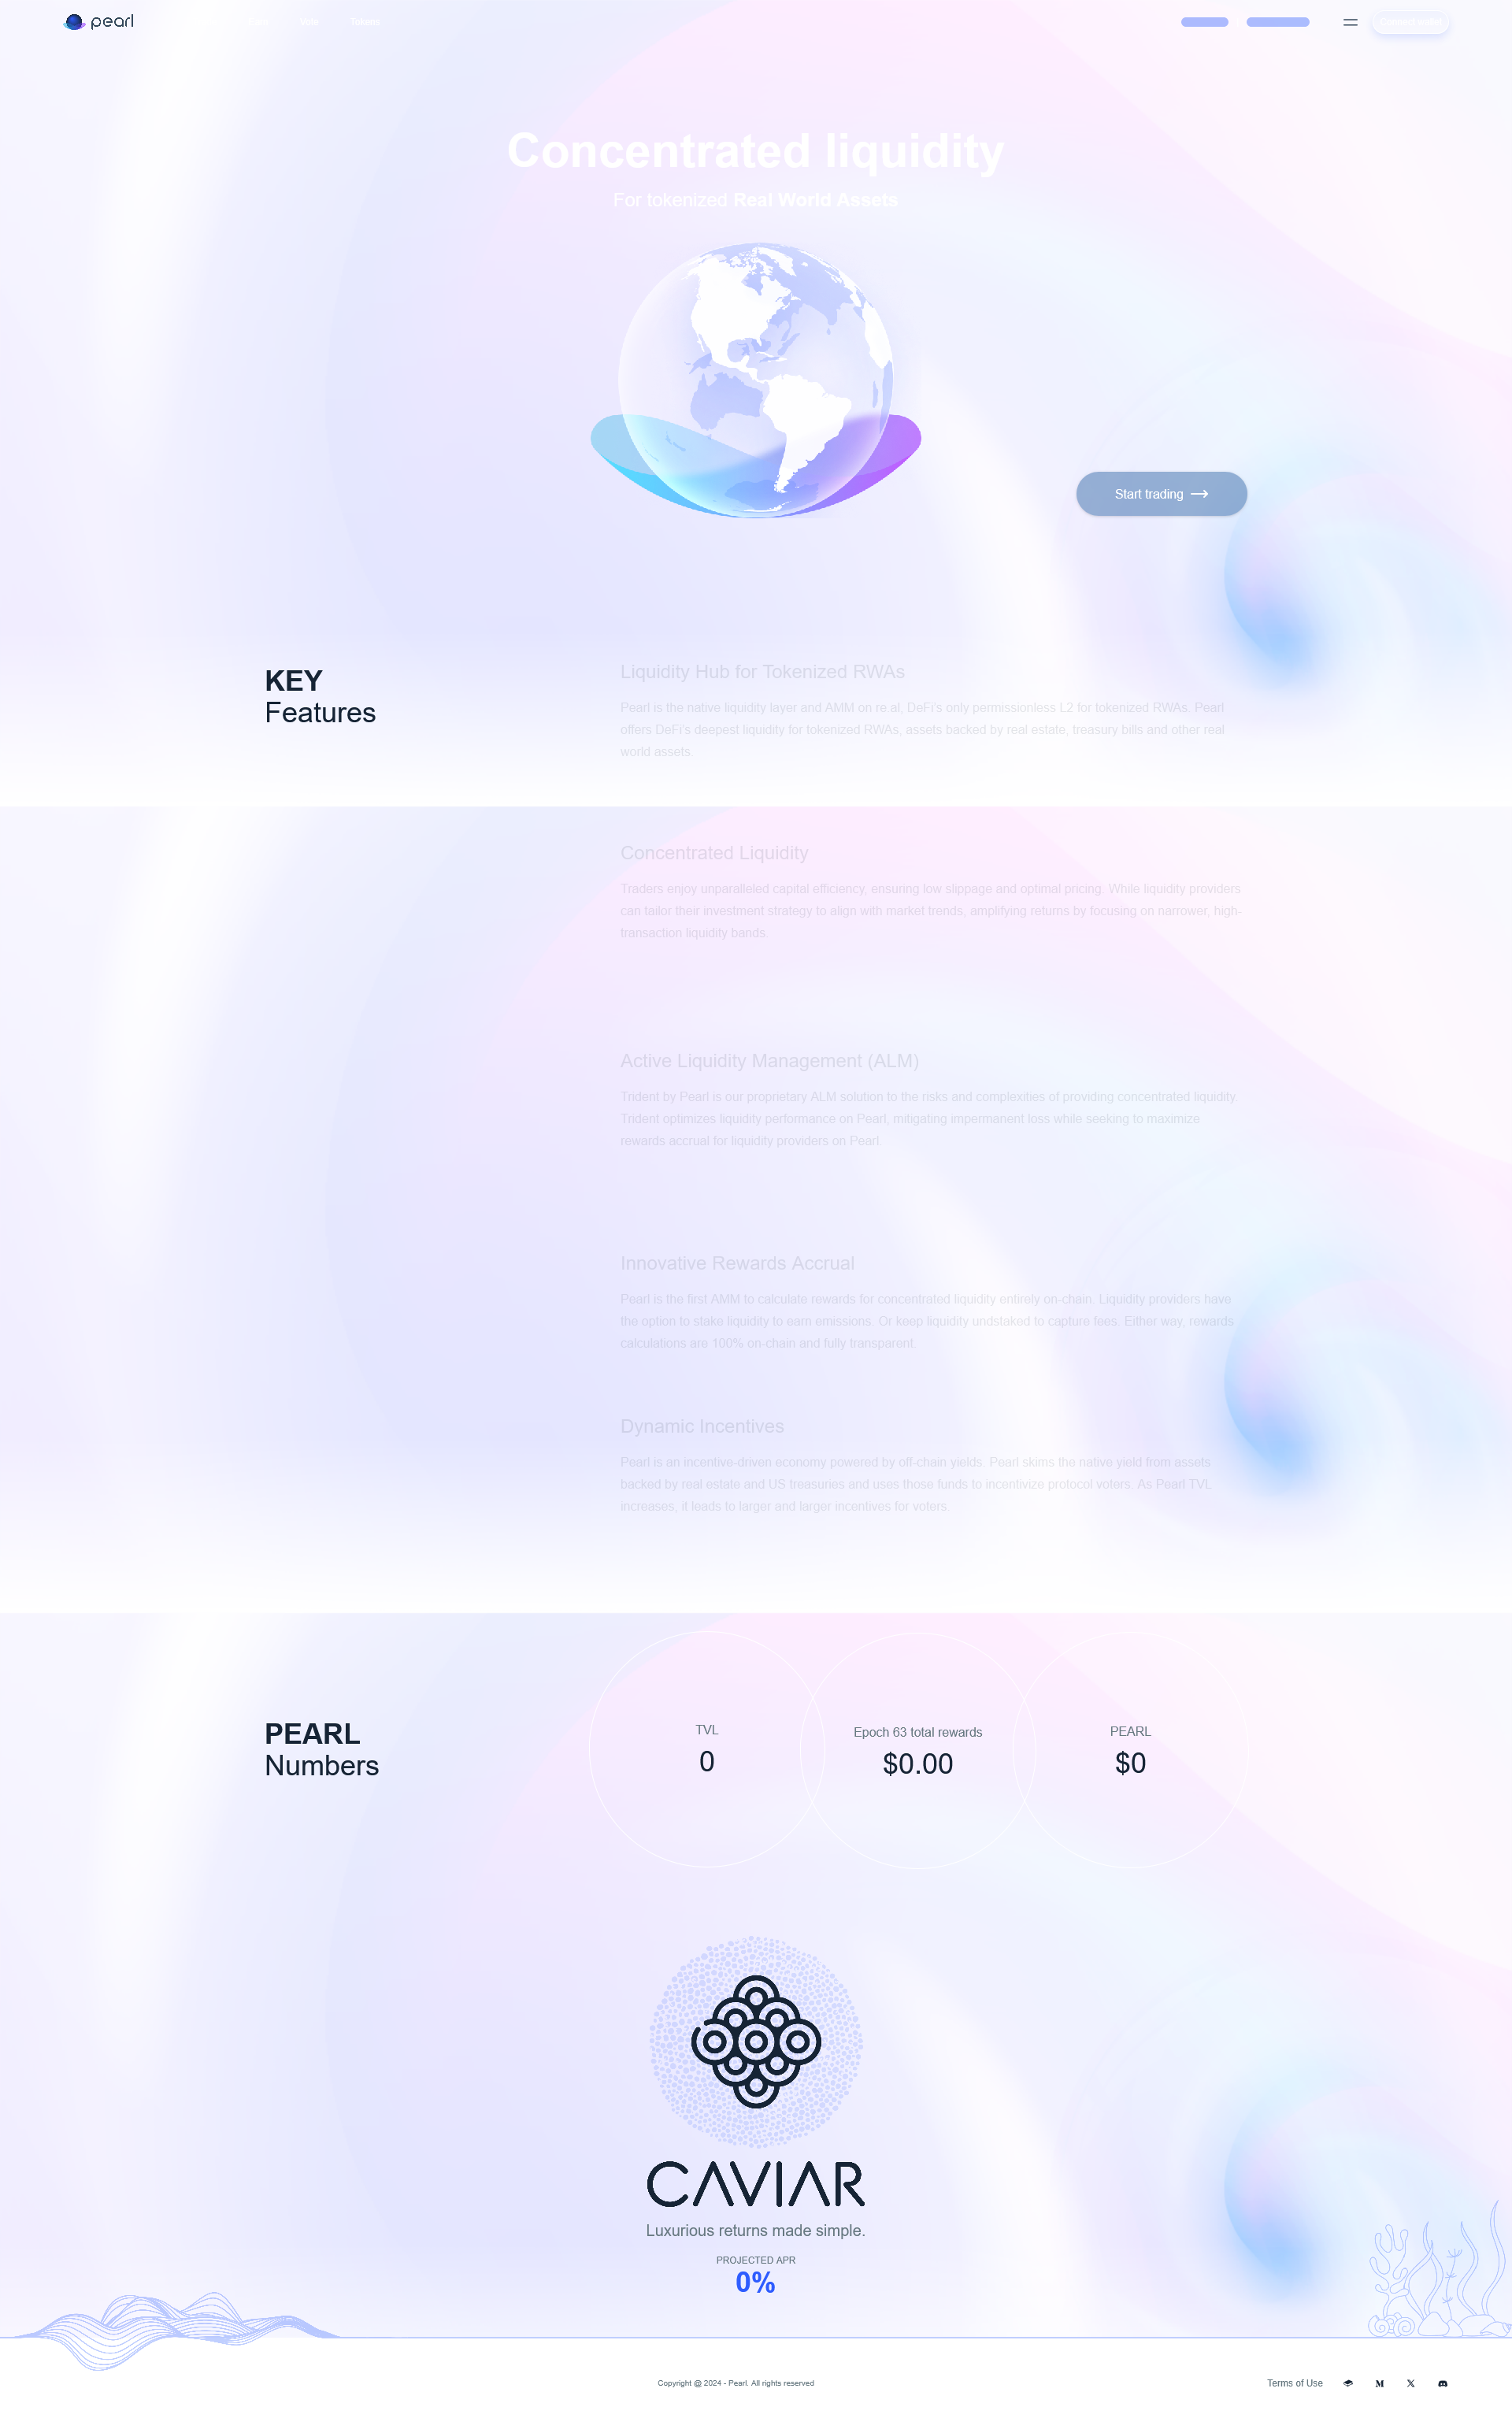 pearl
Vote
Concentrated liquidity
For tokenized Real World Assets
Start trading
KEY
Features
Liquidity Hub for Tokenized RWAs
Pearl is the native liquidity layer and AMM on re.al, DeFi's only permissionless L2 for tokenized RWAs. Pearl
offers DeFi's deepest liquidity for tokenized RWAs, assets backed by real estate, treasury bills and other real
world assets.
Concentrated Liquidity
Traders enjoy unparalleled capital efficiency, ensuring low slippage and optimal pricing. While liquidity providers
can tailor their investment strategy to align with market trends, amplifying returns by focusing on narrower, high-
transaction liquidity bands.
Active Liquidity Management (ALM)
Trident by Pearl is our proprietary ALM solution to the risks and complexities of providing concentrated liquidity.
Trident optimizes liquidity performance on Pearl, mitigating impermanent loss while seeking to maximize
rewards accrual for liquidity providers on Pearl.
Innovative Rewards Accrual
Pearl is the first AMM to calculate rewards for concentrated liquidity entirely on-chain. Liquidity providers have
the option to stake liquidity to earn emissions. Or keep liquidity undstaked to capture fees. Either way, rewards
calculations are 100% on-chain and fully transparent.
Dynamic Incentives
Pearl is an incentive-driven economy powered by off-chain yields. Pearl skims the native yield from assets
backed by real estate and US treasuries and uses those funds to incentivize protocol voters. As Pearl TVL
increases, it leads to larger and larger incentives for voters.
PEARL
Numbers
TVL
0
Epoch 63 total rewards
$0.00
PEARL
$0
CAVIAR
Luxurious returns made simple.
PROJECTED APR
0%
Copyright @ 2024 - Pearl. All rights reserved
Terms of Use